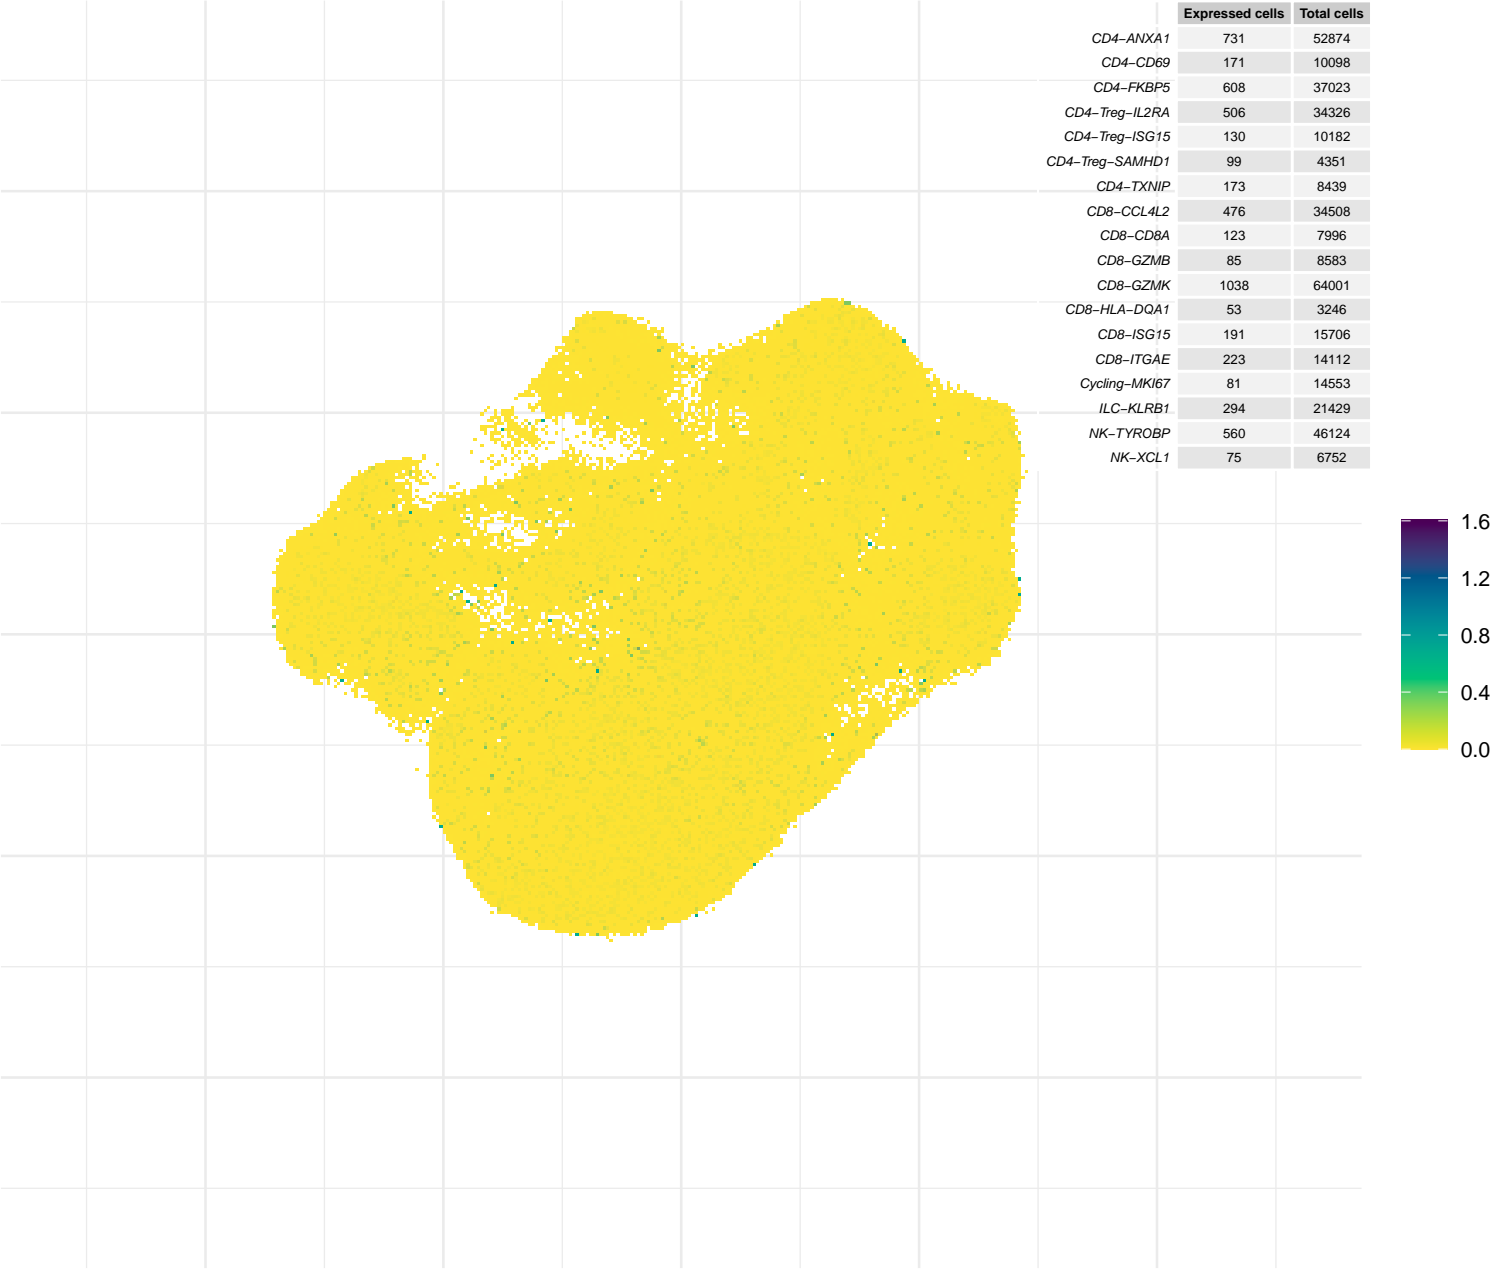 Expressed cells Total cells
CD4−ANXA1 731 52874
CD4−CD69 171 10098
CD4−FKBP5 608 37023
CD4−Treg−IL2RA 506 34326
CD4−Treg−ISG15 130 10182
CD4−Treg−SAMHD1 99 4351
CD4−TXNIP 173 8439
CD8−CCL4L2 476 34508
CD8−CD8A 123 7996
CD8−GZMB 85 8583
CD8−GZMK 1038 64001
CD8−HLA−DQA1 53 3246
CD8−ISG15 191 15706
CD8−ITGAE 223 14112
Cycling−MKI67 81 14553
ILC−KLRB1 294 21429
NK−TYROBP 560 46124
NK−XCL1 75 6752
1.6
1.2
0.8
0.4
0.0